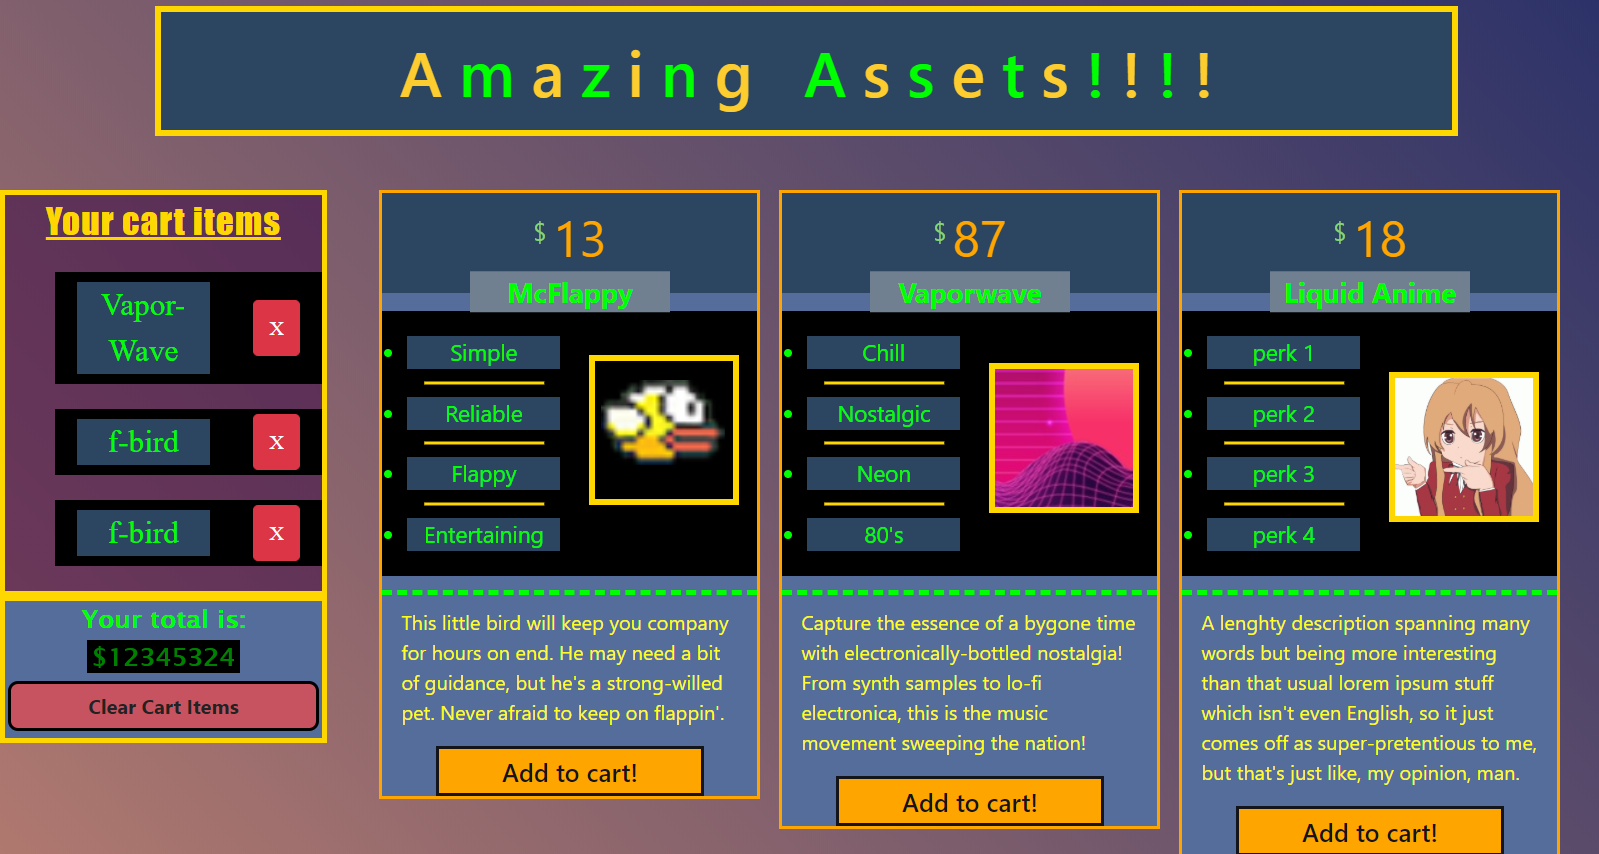 Amazing Assets!!!!
Your cart items
Vapor-
Wave
x
f-bird
x
f-bird
x
Your total is:
$12345324
Clear Cart Items
$ 13
McFlappy
Simple
Reliable
Flappy
Entertaining
This little bird will keep you company
for hours on end. He may need a bit
of guidance, but he's a strong-willed
pet. Never afraid to keep on flappin'.
Add to cart!
$ 87
Vaporwave
Chill
Nostalgic
Neon
80's
Capture the essence of a bygone time
with electronically-bottled nostalgia!
From synth samples to lo-fi
electronica, this is the music
movement sweeping the nation!
Add to cart!
$ 18
Liquid Anime
perk 1
perk 2
perk 3
perk 4
A lenghty description spanning many
words but being more interesting
than that usual lorem ipsum stuff
which isn't even English, so it just
comes off as super-pretentious to me,
but that's just like, my opinion, man.
Add to cart!